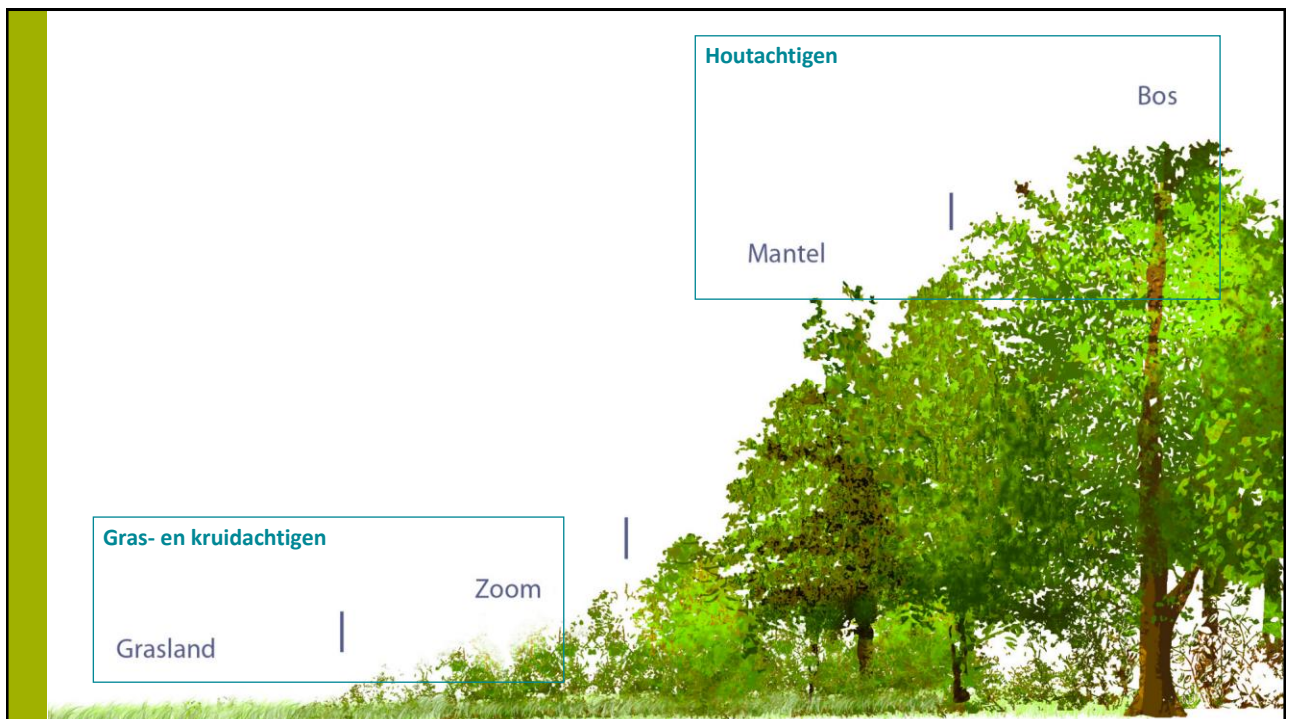 Houtachtigen
Bos
Mantel
Gras- en kruidachtigen
Zoom
Grasland